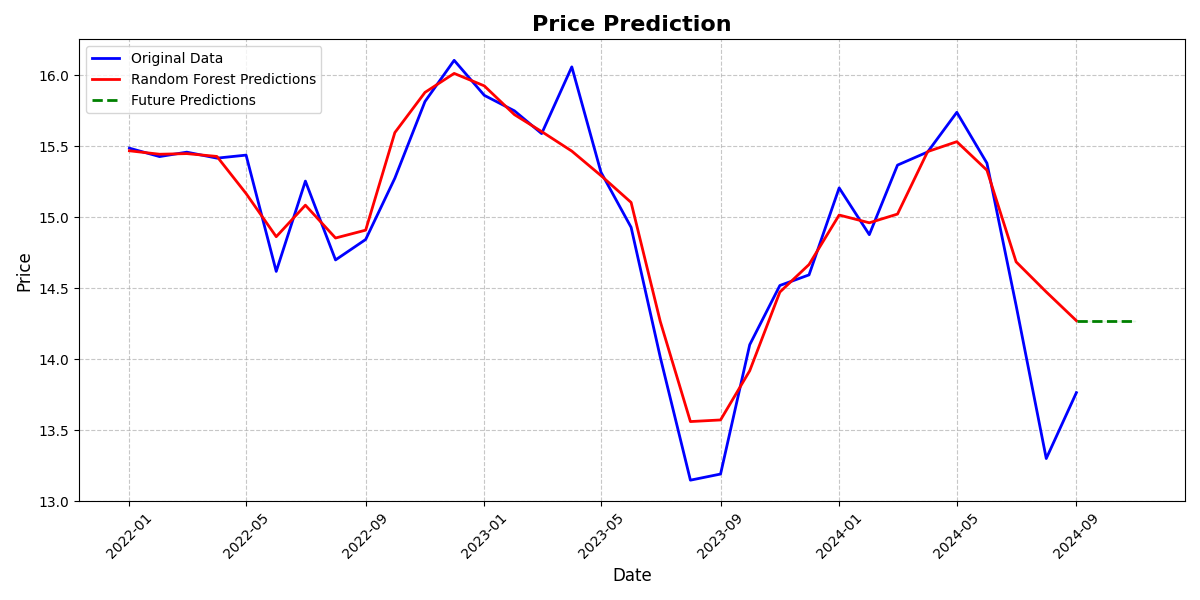 Price Prediction
Original Data
Random Forest Predictions
Future Predictions
Price
16.0
15.5
15.0
14.5
14.0
13.5
13.0
2022-01
2022-05
2022-09
2023-01
2023-05
2023-09
2024-01
2024-05
2024-09
Date